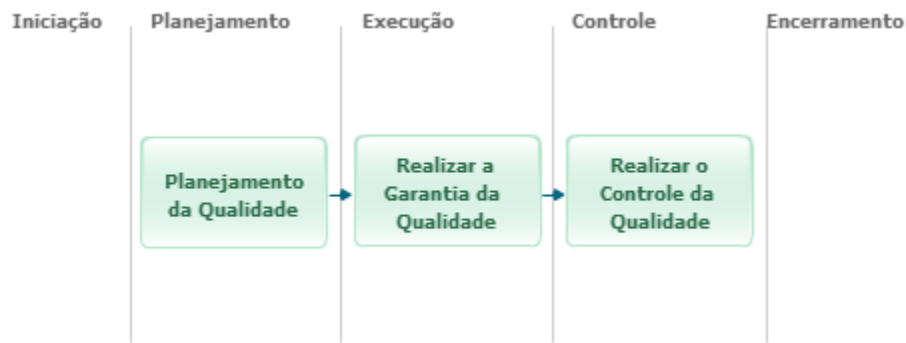 Iniciação Planejamento Execução Controle Encerramento
Planejamento
da Qualidade
Realizar a
Garantia da
Qualidade
Realizar o
Controle da
Qualidade